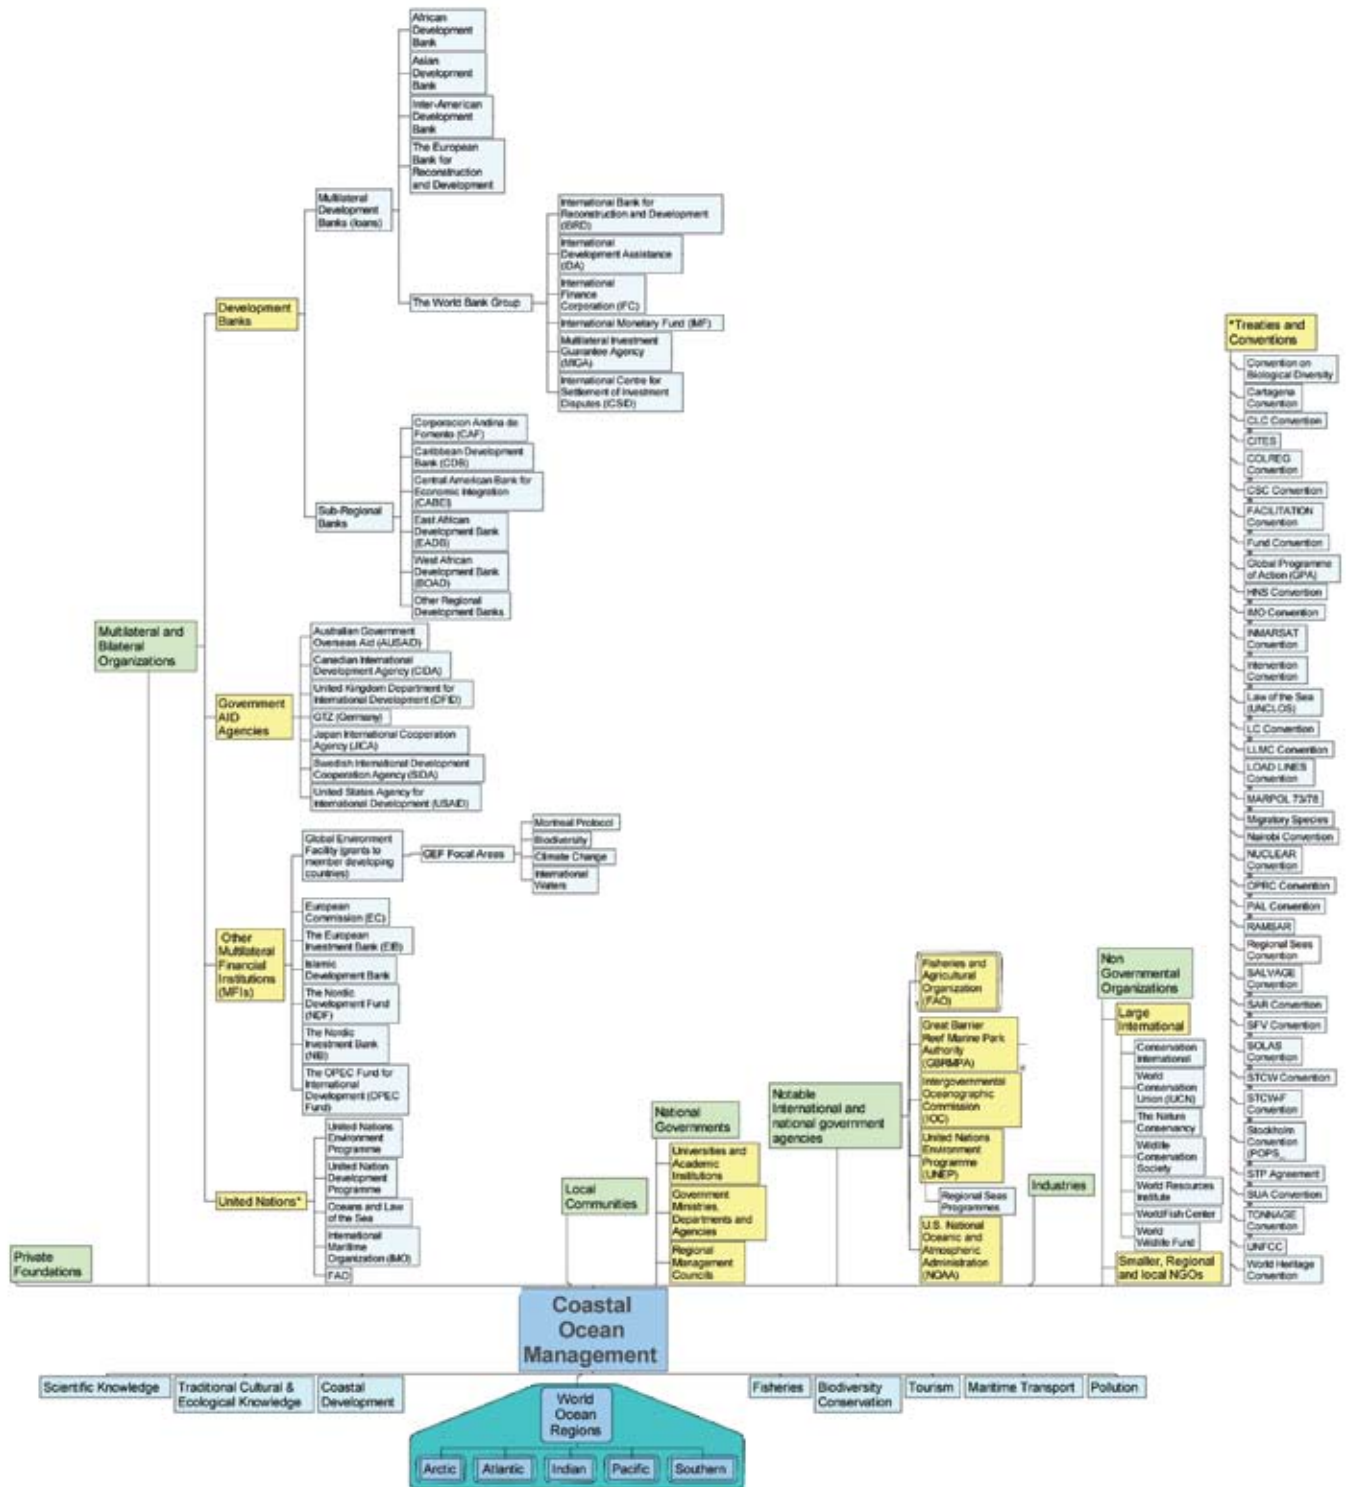 African
Development
Bank
Asian
Development
Bank
Inter-American
Development
Bank
The European
Bank for
Reconstruction
and Development
Multilateral
Development
Banks (loans)
International Bank for
Reconstruction and Development
(IBRD)
International
Development Assistance
(IDA)
International
Finance
Corporation (IFC)
The World Bank Group
International Monetary Fund (IMF)
Multilateral Investment
Guarantee Agency
(MIGA)
International Centre for
Settlement of Investment
Disputes (ICSID)
Development
Banks
Corporacion Andina de
Fomento (CAF)
Caribbean Development
Bank (CDB)
Central American Bank for
Economic Integration
(CABEI)
Sub-Regional
Banks
East African
Development Bank
(EADB)
West African
Development Bank
(BOAD)
Other Regional
Development Banks
Multilateral and
Bilateral
Organizations
Australian Government
Overseas Aid (AUSAID)
Canadian International
Development Agency (CIDA)
United Kingdom Department for
International Development (DFID)
Government
AID
Agencies
GTZ (Germany)
Japan International Cooperation
Agency (JICA)
Swedish International Development
Cooperation Agency (SIDA)
United States Agency for
International Development (USAID)
Global Environment
Facility (grants to
member developing
countries)
GEF Focal Areas
Montreal Protocol
Biodiversity
Climate Change
International
Waters
European
Commission (EC)
The European
Investment Bank (EIB)
Other
Multilateral
Financial
Institutions
(MFIs)
Islamic
Development Bank
The Nordic
Development Fund
(NDF)
The Nordic
Investment Bank
(NIB)
The OPEC Fund for
International
Development (OPEC
Fund)
United Nations
Environment
Programme
United Nation
Development
Programme
United Nations*
Oceans and Law
of the Sea
International
Maritime
Organization (IMO)
FAO
Private
Foundations
Local
Communities
National
Governments
Universities and
Academic
Institutions
Government
Ministries,
Departments and
Agencies
Regional
Management
Councils
Notable
International and
national government
agencies
Fisheries and
Agricultural
Organization
(FAO)
Great Barrier
Reef Marine Park
Authority
(GBRMPA)
Intergovernmental
Oceanographic
Commission
(IOC)
United Nations
Environment
Programme
(UNEP)
Regional Seas
Programmes
U.S. National
Oceanic and
Atmospheric
Administration
(NOAA)
Industries
Non
Governmental
Organizations
Large
International
Conservation
International
World
Conservation
Union (IUCN)
The Nature
Conservancy
Wildlife
Conservation
Society
World Resources
Institute
WorldFish Center
World
Wildlife Fund
Smaller, Regional
and local NGOs
*Treaties and
Conventions
Convention on
Biological Diversity
Cartagena
Convention
CLC Convention
CITES
COLREG
Convention
CSC Convention
FACILITATION
Convention
Fund Convention
Global Programme
of Action (GPA)
HNS Convention
IMO Convention
INMARSAT
Convention
Intervention
Convention
Law of the Sea
(UNCLOS)
LC Convention
LLMC Convention
LOAD LINES
Convention
MARPOL 73/78
Migratory Species
Nairobi Convention
NUCLEAR
Convention
OPRC Convention
PAL Convention
RAMSAR
Regional Seas
Convention
SALVAGE
Convention
SAR Convention
SFV Convention
SOLAS
Convention
STCW Convention
STCW-F
Convention
Stockholm
Convention
(POPS_
STP Agreement
SUA Convention
TONNAGE
Convention
UNFCC
World Heritage
Convention
Coastal
Ocean
Management
Scientific Knowledge
Traditional Cultural &
Ecological Knowledge
Coastal
Development
Fisheries
Biodiversity
Conservation
Tourism
Maritime Transport
Pollution
World
Ocean
Regions
Arctic
Atlantic
Indian
Pacific
Southern